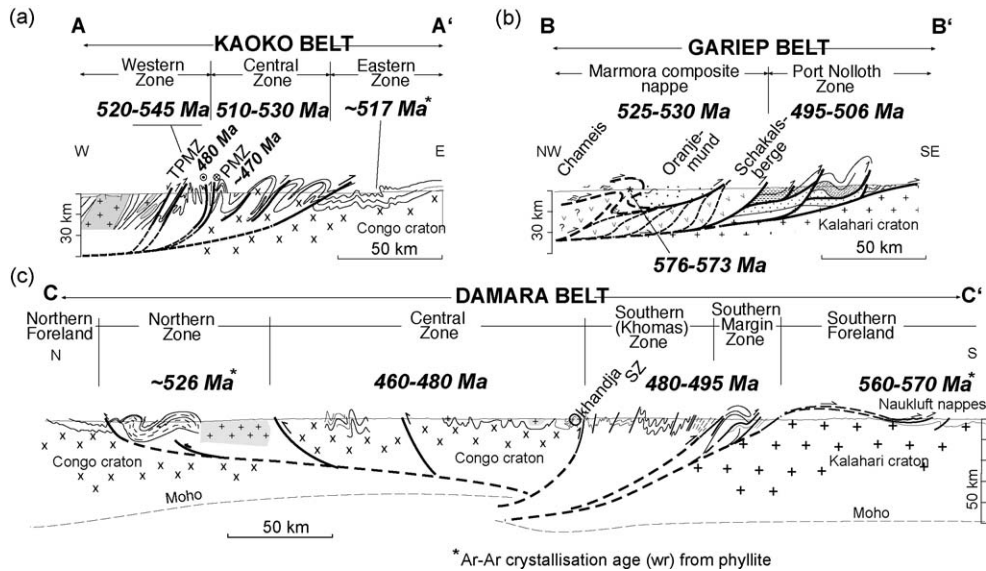 (a)
A A'
KAOKO BELT
Western Zone
Central Zone
Eastern Zone
520-545 Ma
510-530 Ma
~517 Ma*
W
TPMZ
480 Ma
PMZ
~470 Ma
E
30 km
Congo craton
50 km
(b)
B B'
GARIEP BELT
Marmora composite nappe
Port Nolloth Zone
525-530 Ma
495-506 Ma
NW
Chameis
Oranje-
mund
Schakals-
berge
SE
30 km
Kalahari craton
50 km
576-573 Ma
(c)
C C'
DAMARA BELT
Northern Foreland
Northern Zone
Central Zone
Southern (Khomas) Zone
Southern Margin Zone
Southern Foreland
N
S
~526 Ma*
460-480 Ma
Okhandja SZ
480-495 Ma
560-570 Ma*
Naukluft nappes
Congo craton
Congo craton
Kalahari craton
Moho
Moho
50 km
50 km
*Ar-Ar crystallisation age (wr) from phyllite